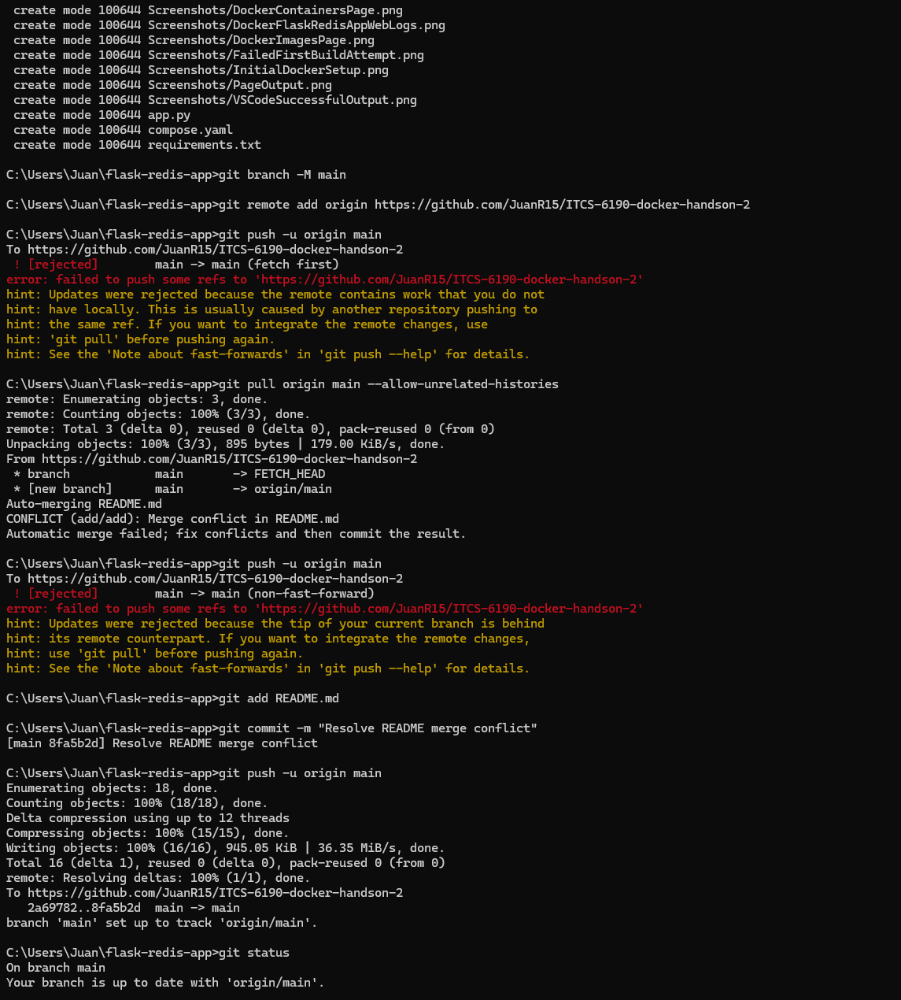 create mode 100644 Screenshots/DockerContainersPage.png
create mode 100644 Screenshots/DockerFlaskRedisAppWebLogs.png
create mode 100644 Screenshots/DockerImagesPage.png
create mode 100644 Screenshots/FailedFirstBuildAttempt.png
create mode 100644 Screenshots/InitialDockerSetup.png
create mode 100644 Screenshots/PageOutput.png
create mode 100644 Screenshots/VSCodeSuccessfulOutput.png
create mode 100644 app.py
create mode 100644 compose.yaml
create mode 100644 requirements.txt
C:\Users\Juan\flask-redis-app>git branch -M main
C:\Users\Juan\flask-redis-app>git remote add origin https://github.com/JuanR15/ITCS-6190-docker-handson-2
C:\Users\Juan\flask-redis-app>git push -u origin main
To https://github.com/JuanR15/ITCS-6190-docker-handson-2
 ! [rejected]        main -> main (fetch first)
error: failed to push some refs to 'https://github.com/JuanR15/ITCS-6190-docker-handson-2'
hint: Updates were rejected because the remote contains work that you do not
hint: have locally. This is usually caused by another repository pushing to
hint: the same ref. If you want to integrate the remote changes, use
hint: 'git pull' before pushing again.
hint: See the 'Note about fast-forwards' in 'git push --help' for details.
C:\Users\Juan\flask-redis-app>git pull origin main --allow-unrelated-histories
remote: Enumerating objects: 3, done.
remote: Counting objects: 100% (3/3), done.
remote: Total 3 (delta 0), reused 0 (delta 0), pack-reused 0 (from 0)
Unpacking objects: 100% (3/3), 895 bytes | 179.00 KiB/s, done.
From https://github.com/JuanR15/ITCS-6190-docker-handson-2
 * branch            main       -> FETCH_HEAD
 * [new branch]      main       -> origin/main
Auto-merging README.md
CONFLICT (add/add): Merge conflict in README.md
Automatic merge failed; fix conflicts and then commit the result.
C:\Users\Juan\flask-redis-app>git push -u origin main
To https://github.com/JuanR15/ITCS-6190-docker-handson-2
 ! [rejected]        main -> main (non-fast-forward)
error: failed to push some refs to 'https://github.com/JuanR15/ITCS-6190-docker-handson-2'
hint: Updates were rejected because the tip of your current branch is behind
hint: its remote counterpart. If you want to integrate the remote changes,
hint: use 'git pull' before pushing again.
hint: See the 'Note about fast-forwards' in 'git push --help' for details.
C:\Users\Juan\flask-redis-app>git add README.md
C:\Users\Juan\flask-redis-app>git commit -m "Resolve README merge conflict"
[main 8fa5b2d] Resolve README merge conflict
C:\Users\Juan\flask-redis-app>git push -u origin main
Enumerating objects: 18, done.
Counting objects: 100% (18/18), done.
Delta compression using up to 12 threads
Compressing objects: 100% (15/15), done.
Writing objects: 100% (16/16), 945.05 KiB | 36.35 MiB/s, done.
Total 16 (delta 1), reused 0 (delta 0), pack-reused 0 (from 0)
remote: Resolving deltas: 100% (1/1), done.
To https://github.com/JuanR15/ITCS-6190-docker-handson-2
   2a69782..8fa5b2d  main -> main
branch 'main' set up to track 'origin/main'.
C:\Users\Juan\flask-redis-app>git status
On branch main
Your branch is up to date with 'origin/main'.